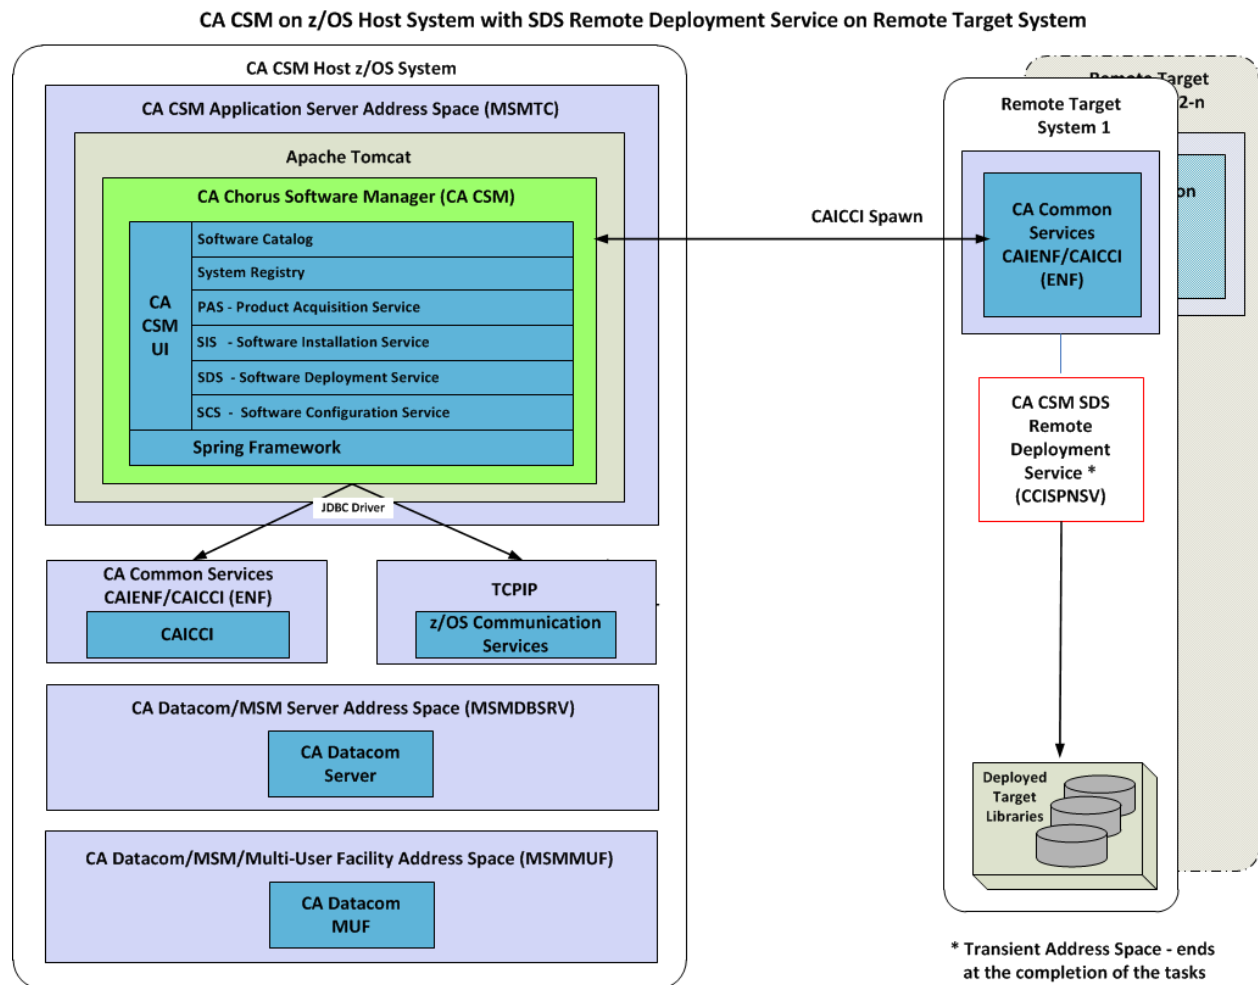 CA CSM on z/OS Host System with SDS Remote Deployment Service on Remote Target System
CA CSM Host z/OS System
CA CSM Application Server Address Space (MSMTC)
Apache Tomcat
CA Chorus Software Manager (CA CSM)
CA
CSM
UI
Software Catalog
System Registry
PAS - Product Acquisition Service
SIS - Software Installation Service
SDS - Software Deployment Service
SCS - Software Configuration Service
Spring Framework
JDBC Driver
CA Common Services
CAIENF/CAICCI (ENF)
CAICCI
TCPIP
z/OS Communication
Services
CA Datacom/MSM Server Address Space (MSMDBSRV)
CA Datacom
Server
CA Datacom/MSM/Multi-User Facility Address Space (MSMMUF)
CA Datacom
MUF
CAICCI Spawn
Remote Target
2-n
on
Remote Target
System 1
CA Common
Services
CAIENF/CAICCI
(ENF)
CA CSM SDS
Remote
Deployment
Service *
(CCISPNSV)
Deployed
Target
Libraries
* Transient Address Space - ends
at the completion of the tasks